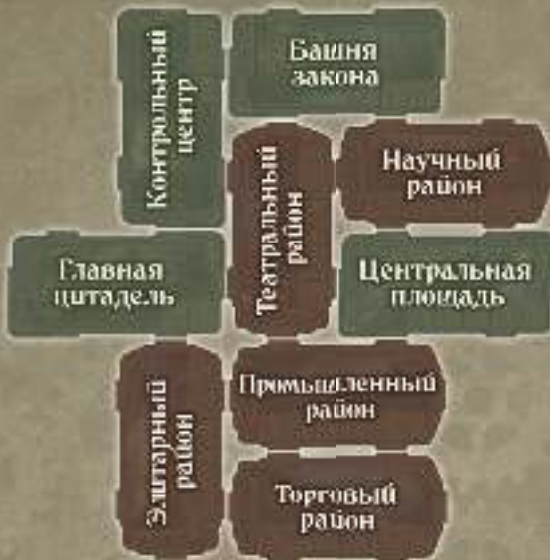 Контрольный
центр
Башня
закона
Театральный
район
Научный
район
Главная
цитадель
Центральная
площадь
Элитарный
район
Промышленный
район
Торговый
район